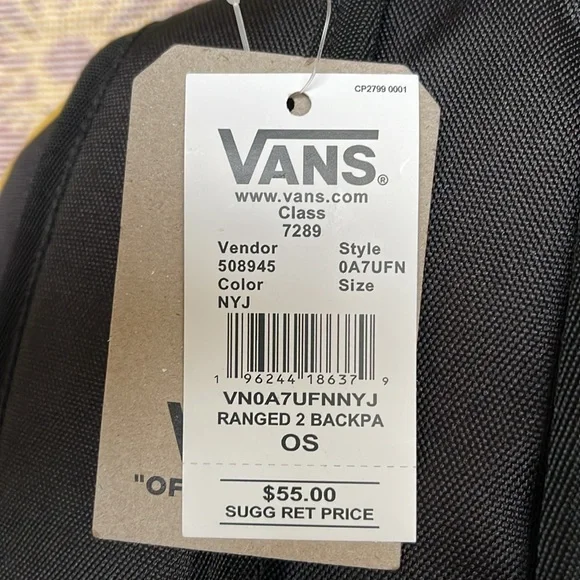 CP2799 0001
VANS®
www.vans.com
Class
7289
Vendor Style
508945 0A7UFN
Color Size
NYJ
1 96244 18637 9
VN0A7UFNNYJ
RANGED 2 BACKPA
OS
$55.00
SUGG RET PRICE
"OF